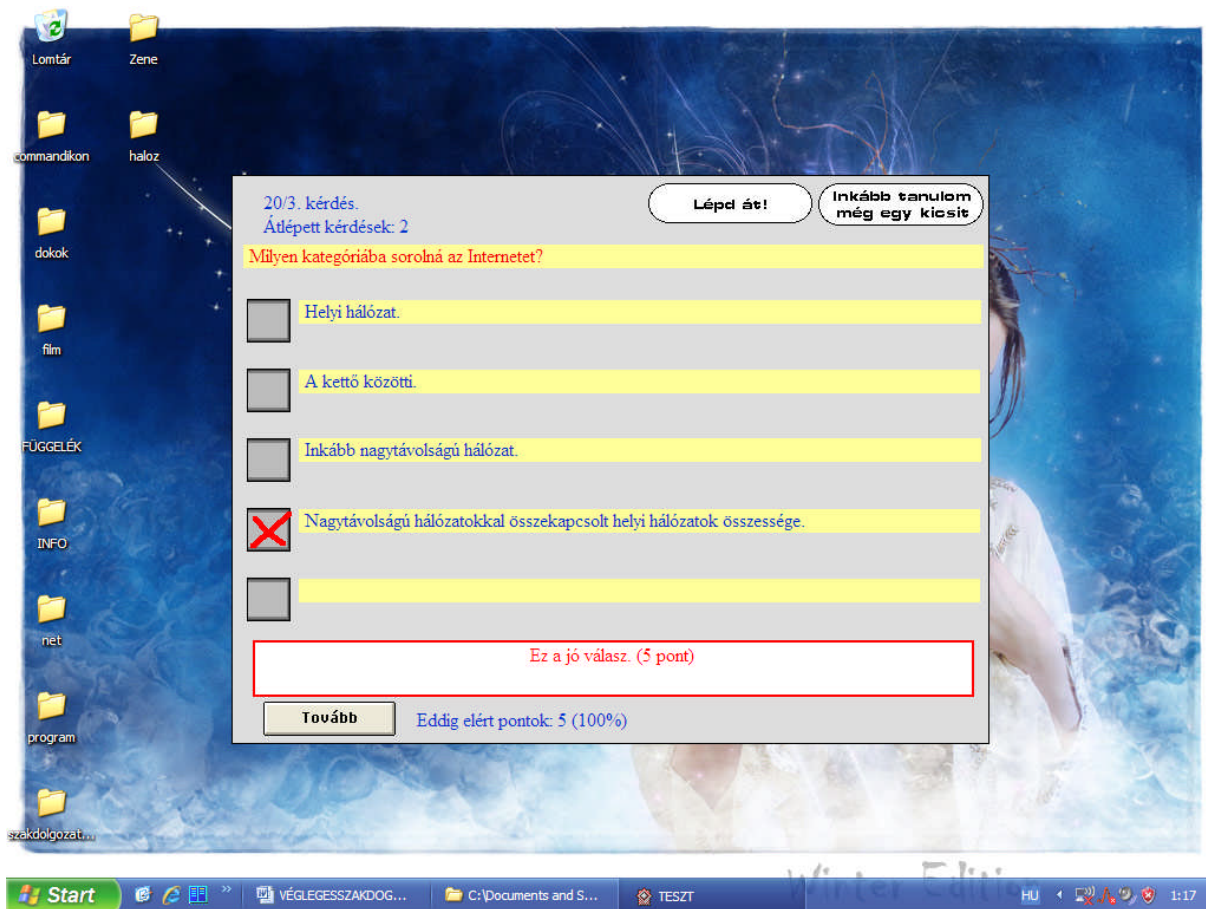 Lomtár
Zene
commandikon
haloz
dokok
film
FÜGGELÉK
INFO
net
program
szakdolgozat...
20/3. kérdés.
Átlépett kérdések: 2
Lépd át!
Inkább tanulom
még egy kicsit
Milyen kategóriába sorolná az Internetet?
Helyi hálózat.
A kettő közötti.
Inkább nagytávolságú hálózat.
Nagytávolságú hálózatokkal összekapcsolt helyi hálózatok összessége.
Ez a jó válasz. (5 pont)
Tovább
Eddig elért pontok: 5 (100%)
Winter Edition
Start
VÉGLEGESSZAKDOG...
C:\Documents and S...
TESZT
HU
1:17